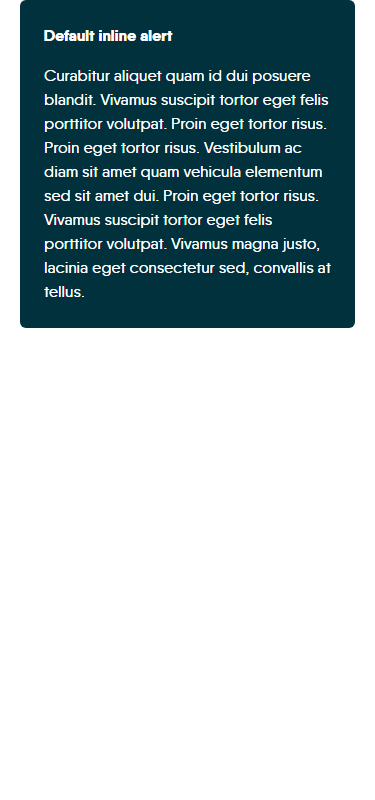 Default inline alert
Curabitur aliquet quam id dui posuere
blandit. Vivamus suscipit tortor eget felis
porttitor volutpat. Proin eget tortor risus.
Proin eget tortor risus. Vestibulum ac
diam sit amet quam vehicula elementum
sed sit amet dui. Proin eget tortor risus.
Vivamus suscipit tortor eget felis
porttitor volutpat. Vivamus magna justo,
lacinia eget consectetur sed, convallis at
tellus.